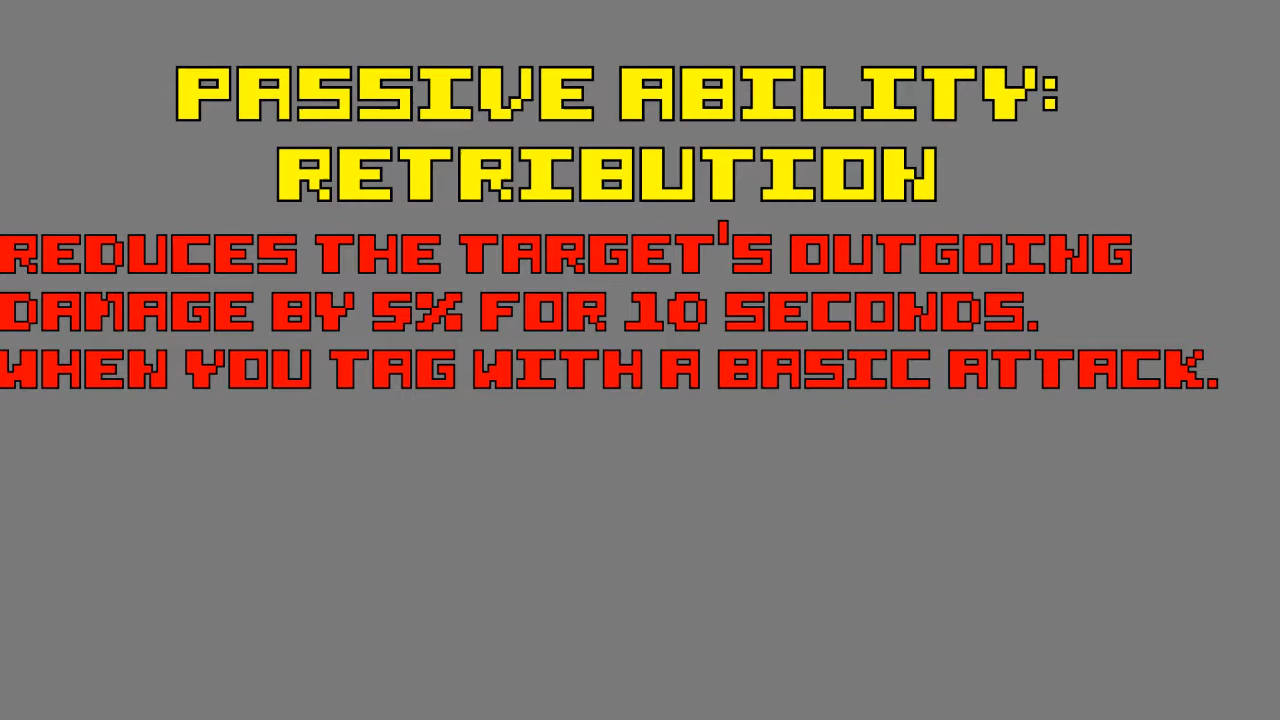 PASSIVE ABILITY:
RETRIBUTION
REDUCES THE TARGET'S OUTGOING
DAMAGE BY 5% FOR 10 SECONDS.
WHEN YOU TAG WITH A BASIC ATTACK.